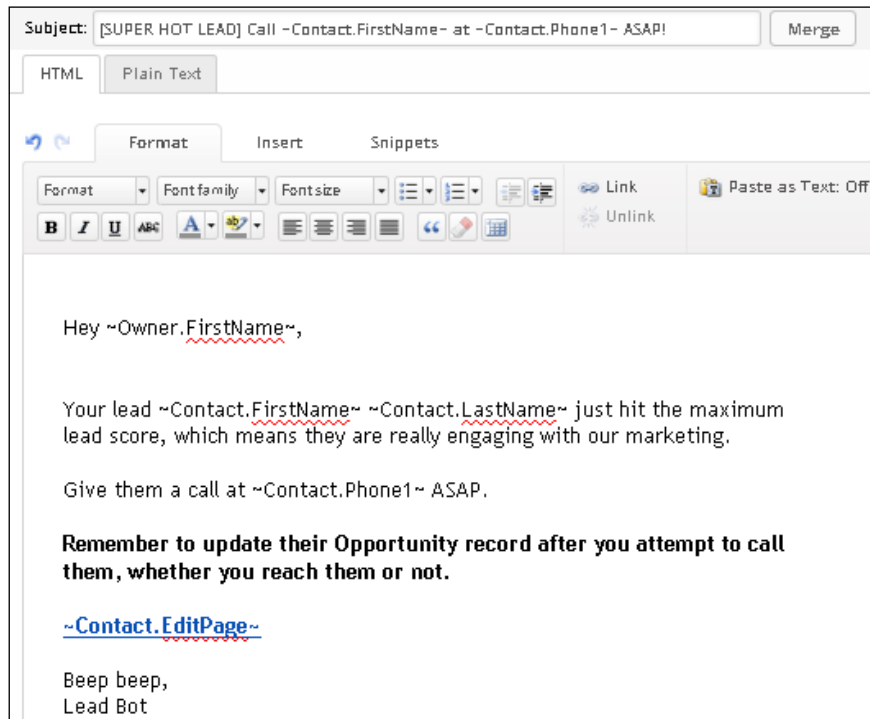 Subject: [SUPER HOT LEAD] Call ~Contact.FirstName~ at ~Contact.Phone1~ ASAP! Merge
HTML Plain Text
Format Insert Snippets
Format Font family Font size Link Paste as Text: Off
B I U ABC A ab Unlink
Hey ~Owner.FirstName~,
Your lead ~Contact.FirstName~ ~Contact.LastName~ just hit the maximum
lead score, which means they are really engaging with our marketing.
Give them a call at ~Contact.Phone1~ ASAP.
Remember to update their Opportunity record after you attempt to call
them, whether you reach them or not.
~Contact.EditPage~
Beep beep,
Lead Bot